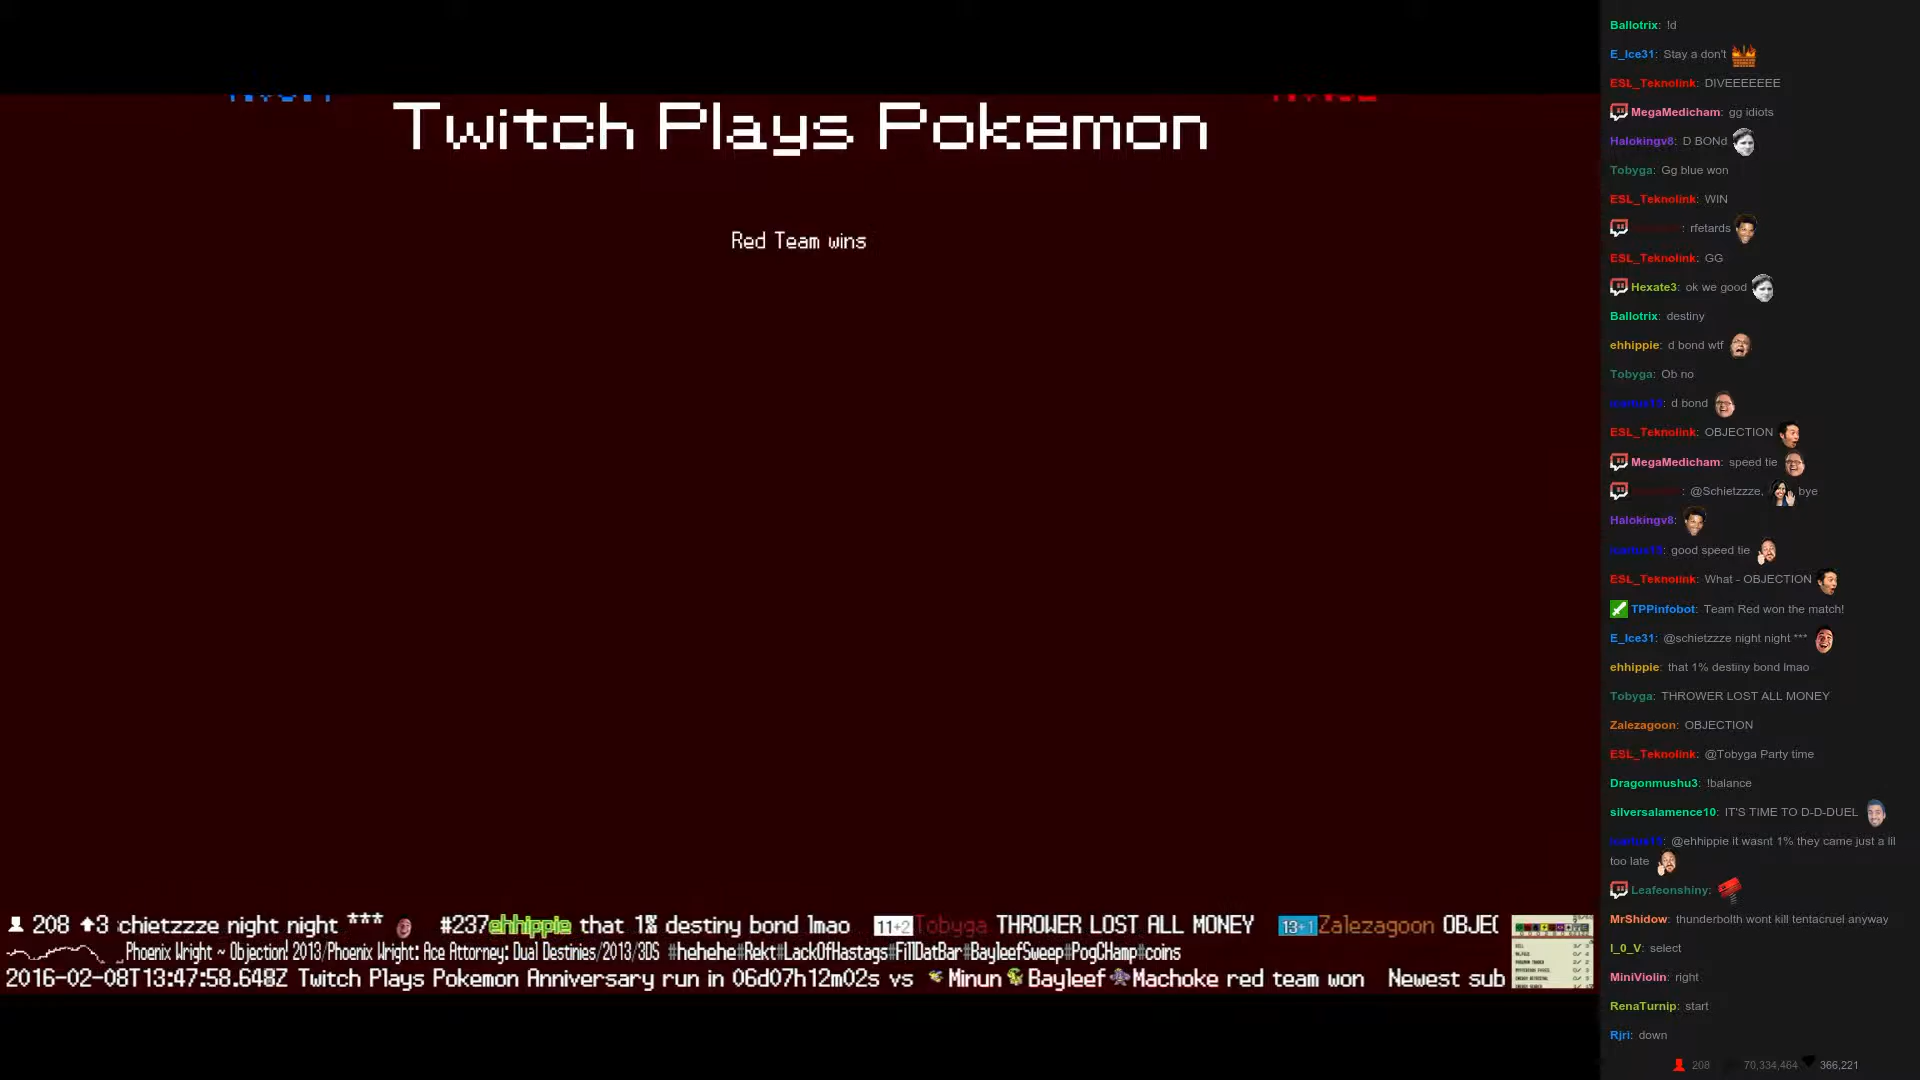 Twitch Plays Pokemon
Red Team wins
208 3 chietzzze night night *** #237 ehhippie that 1% destiny bond lmao 11+2 Tobyga THROWER LOST ALL MONEY 13+1 Zalezagoon OBJEC
Phoenix Wright ~ Objection! 2013/Phoenix Wright: Ace Attorney: Dual Destinies/2013/3DS #hehehe#Rekt#LackOfHastags#FillDatBar#BayleefSweep#PogCHamp#coins
2016-02-08T13:47:58.648Z Twitch Plays Pokemon Anniversary run in 06d07h12m02s vs Minun Bayleef Machoke red team won Newest sub
Ballotrix: !d
E_Ice31: Stay a don't
ESL_Teknolink: DIVEEEEEEE
MegaMedicham: gg idiots
Halokingv8: D BONd
Tobyga: Gg blue won
ESL_Teknolink: WIN
: rfetards
ESL_Teknolink: GG
Hexate3: ok we good
Ballotrix: destiny
ehhippie: d bond wtf
Tobyga: Ob no
: d bond
ESL_Teknolink: OBJECTION
MegaMedicham: speed tie
: @Schietzzze, bye
Halokingv8:
: good speed tie
ESL_Teknolink: What - OBJECTION
TPPinfobot: Team Red won the match!
E_Ice31: @schietzzze night night ***
ehhippie: that 1% destiny bond lmao
Tobyga: THROWER LOST ALL MONEY
Zalezagoon: OBJECTION
ESL_Teknolink: @Tobyga Party time
Dragonmushu3: !balance
silversalamence10: IT'S TIME TO D-D-DUEL
: @ehhippie it wasnt 1% they came just a lil
too late
Leafeonshiny:
MrShidow: thunderbolth wont kill tentacruel anyway
I_0_V: select
MiniViolin: right
RenaTurnip: start
Rjri: down
208 70,334,464 366,221